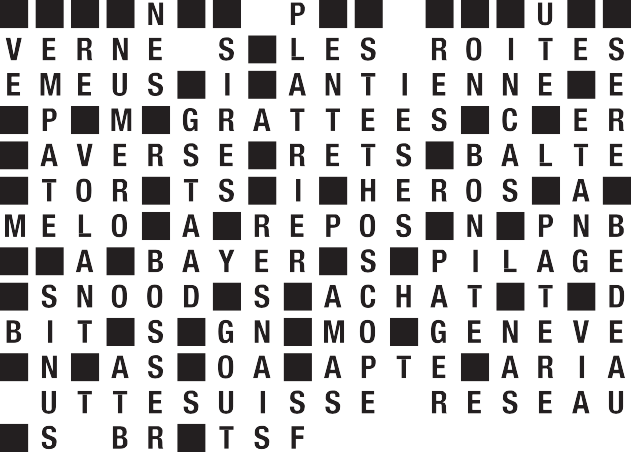 N P U
VERNE S LES ROITES
EMEUS I ANTIENNE E
P M GRATTEES C ER
AVERSE RETS BALTE
TOR TS I HEROS A
MELO A REPOS N PNB
A BAYER S PILAGE
SNOOD S ACHAT T D
BIT S GN MO GENEVE
N AS OA APTE ARIA
UTTESUISSE RESEAU
S BR TSF